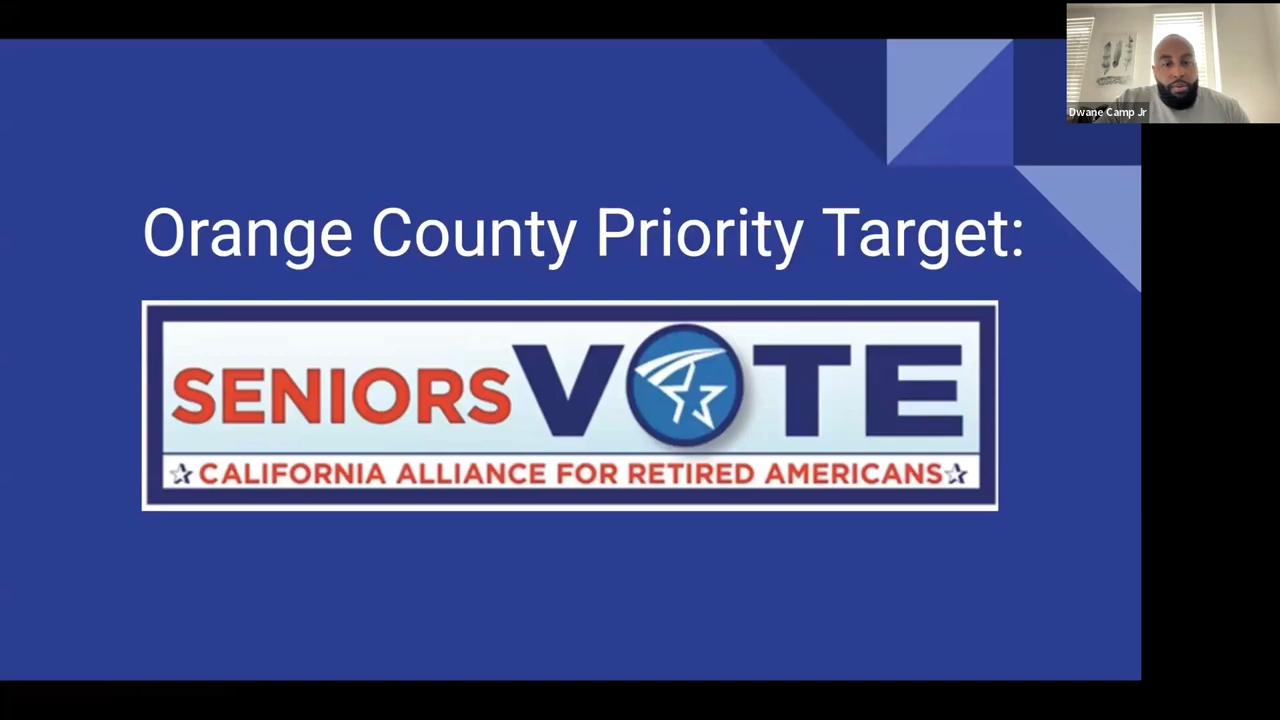 Dwane Camp Jr
Orange County Priority Target:
SENIORS VOTE
CALIFORNIA ALLIANCE FOR RETIRED AMERICANS